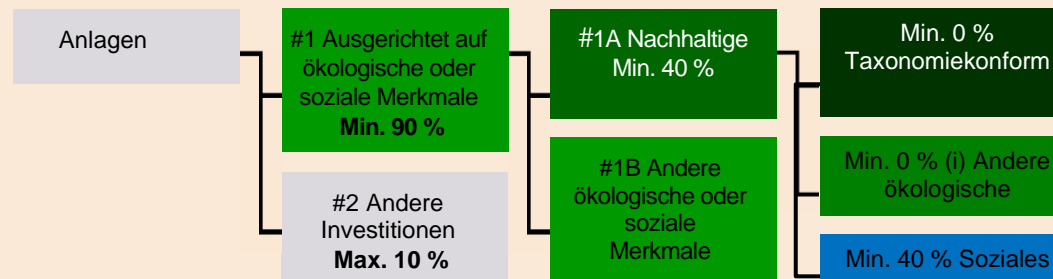 Anlagen
#1 Ausgerichtet auf
ökologische oder
soziale Merkmale
Min. 90 %
#2 Andere
Investitionen
Max. 10 %
#1A Nachhaltige
Min. 40 %
#1B Andere
ökologische oder
soziale
Merkmale
Min. 0 %
Taxonomiekonform
Min. 0 % (i) Andere
ökologische
Min. 40 % Soziales